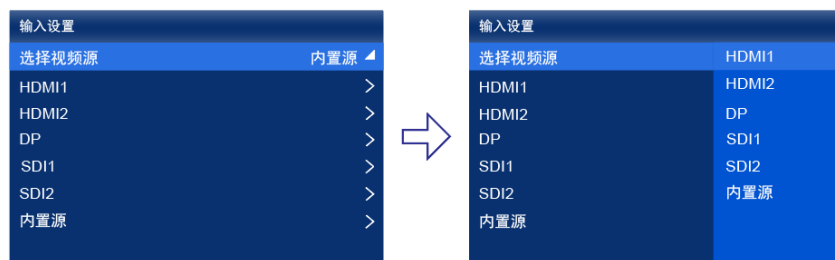 输入设置
选择视频源 内置源
HDMI1
HDMI2
DP
SDI1
SDI2
内置源
输入设置
选择视频源 HDMI1
HDMI1 HDMI2
HDMI2 DP
DP SDI1
SDI1 SDI2
SDI2 内置源
内置源